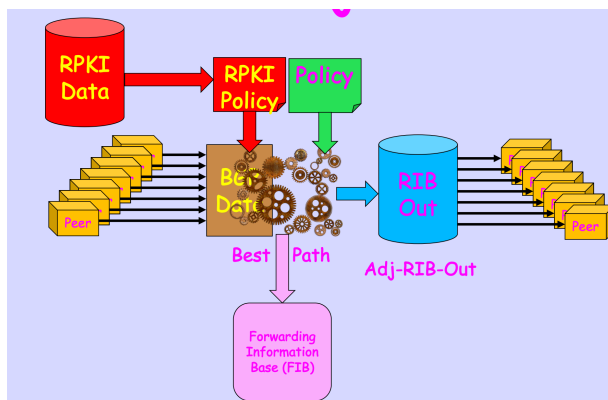 RPKI
Data
RPKI
Policy
Policy
Peer
RIB
Out
Peer
Best Path
Adj-RIB-Out
Forwarding
Information
Base (FIB)